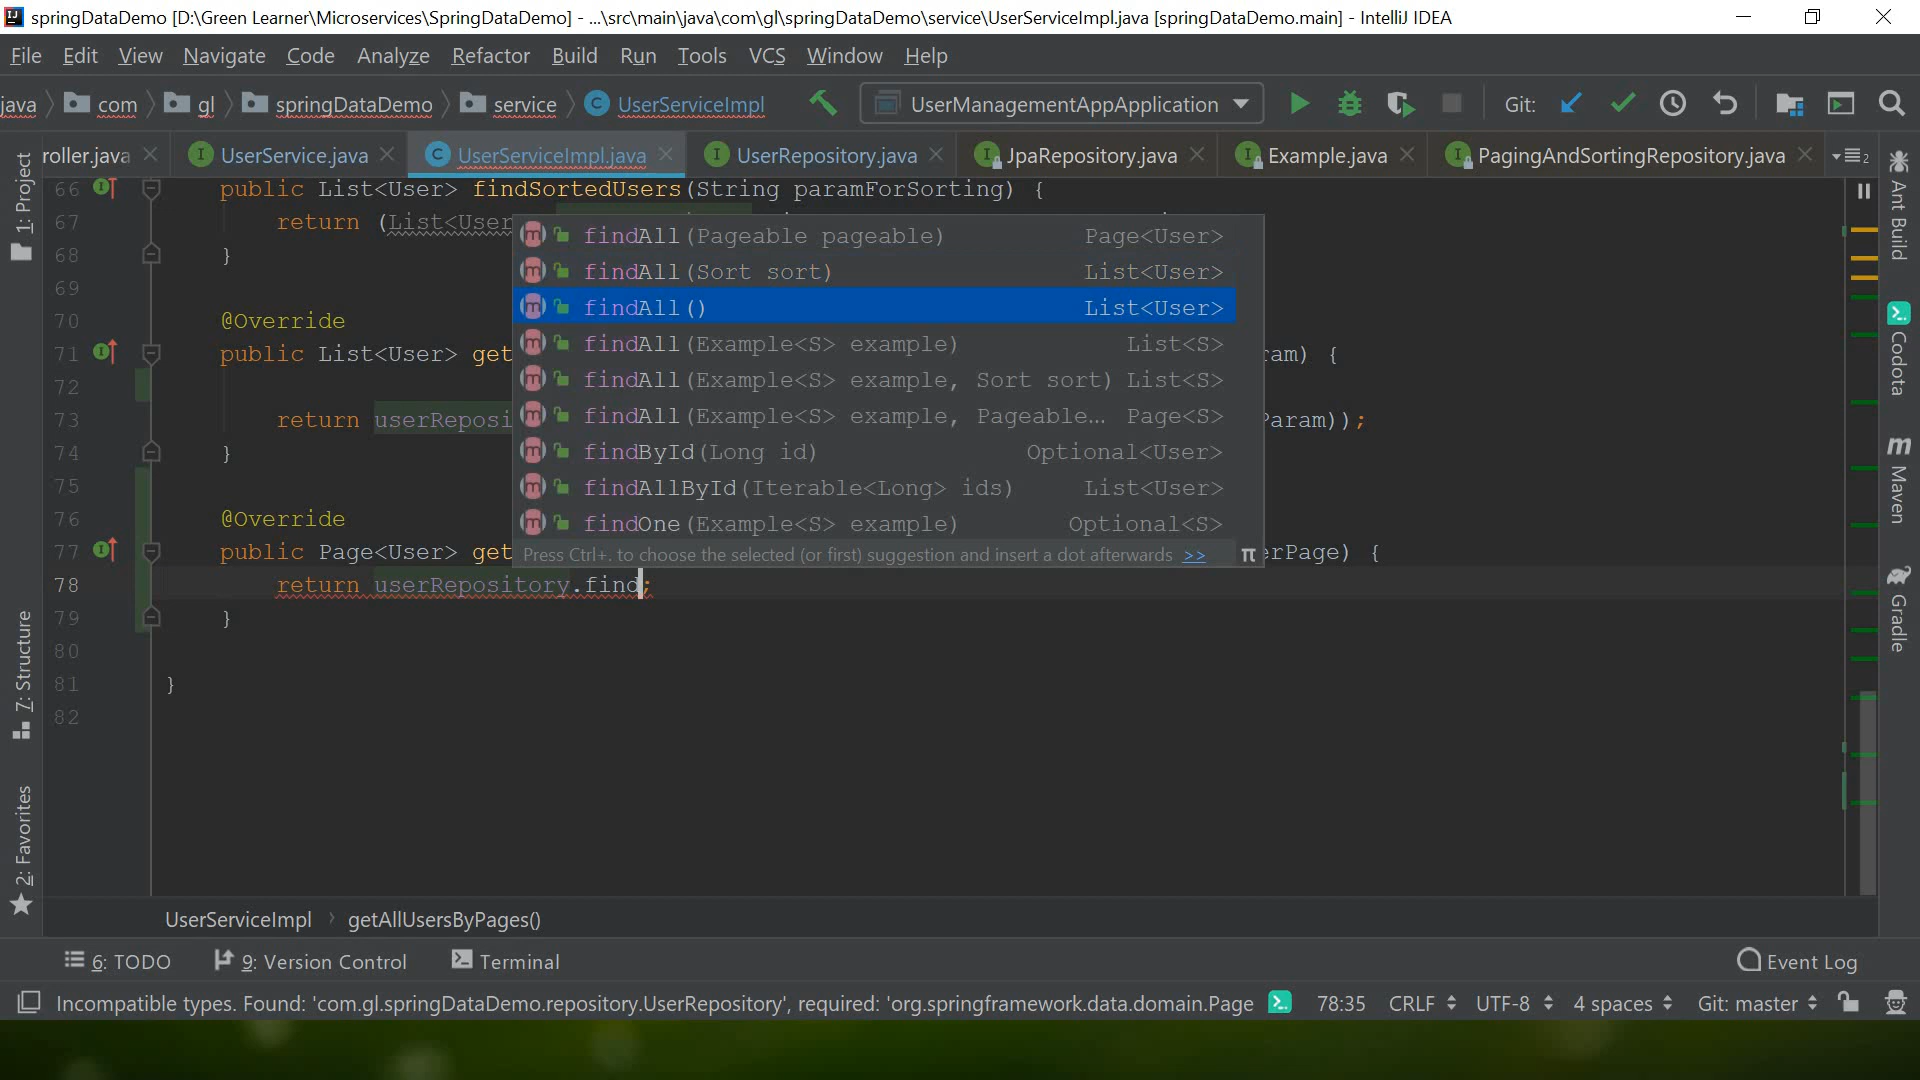 springDataDemo [D:\Green Learner\Microservices\SpringDataDemo] - ...\src\main\java\com\gl\springDataDemo\service\UserServiceImpl.java [springDataDemo.main] - IntelliJ IDEA
File Edit View Navigate Code Analyze Refactor Build Run Tools VCS Window Help
java com gl springDataDemo service UserServiceImpl UserManagementAppApplication Git:
roller.java UserService.java UserServiceImpl.java UserRepository.java JpaRepository.java Example.java PagingAndSortingRepository.java
66 public List<User> findSortedUsers(String paramForSorting) {
67 return (List<User
68 }
69
70 @Override
71 public List<User> get am) {
72
73 return userReposi Param));
74 }
75
76 @Override
77 public Page<User> get erPage) {
78 return userRepository.find;
79 }
80
81 }
82
findAll(Pageable pageable) Page<User>
findAll(Sort sort) List<User>
findAll() List<User>
findAll(Example<S> example) List<S>
findAll(Example<S> example, Sort sort) List<S>
findAll(Example<S> example, Pageable... Page<S>
findById(Long id) Optional<User>
findAllById(Iterable<Long> ids) List<User>
findOne(Example<S> example) Optional<S>
Press Ctrl+. to choose the selected (or first) suggestion and insert a dot afterwards >> π
1: Project
7: Structure
2: Favorites
Ant Build
Codota
Maven
Gradle
UserServiceImpl getAllUsersByPages()
6: TODO 9: Version Control Terminal Event Log
Incompatible types. Found: 'com.gl.springDataDemo.repository.UserRepository', required: 'org.springframework.data.domain.Page 78:35 CRLF UTF-8 4 spaces Git: master